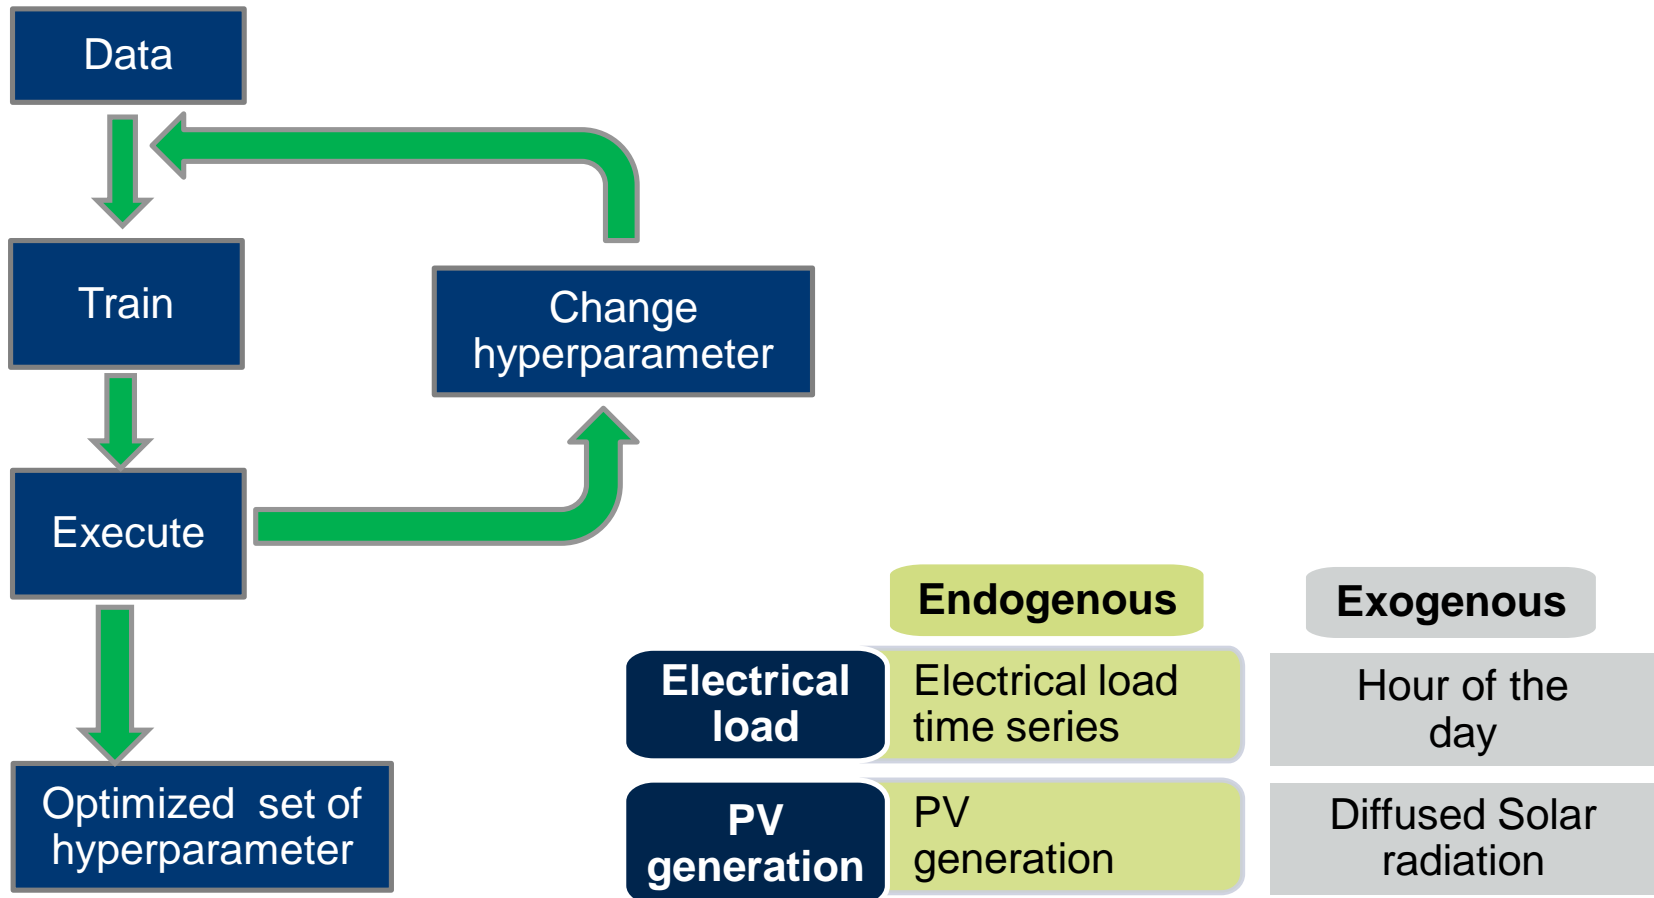 Data
Train
Change
hyperparameter
Execute
Optimized set of
hyperparameter
Endogenous
Exogenous
Electrical
load
Electrical load
time series
Hour of the
day
PV
generation
PV
generation
Diffused Solar
radiation